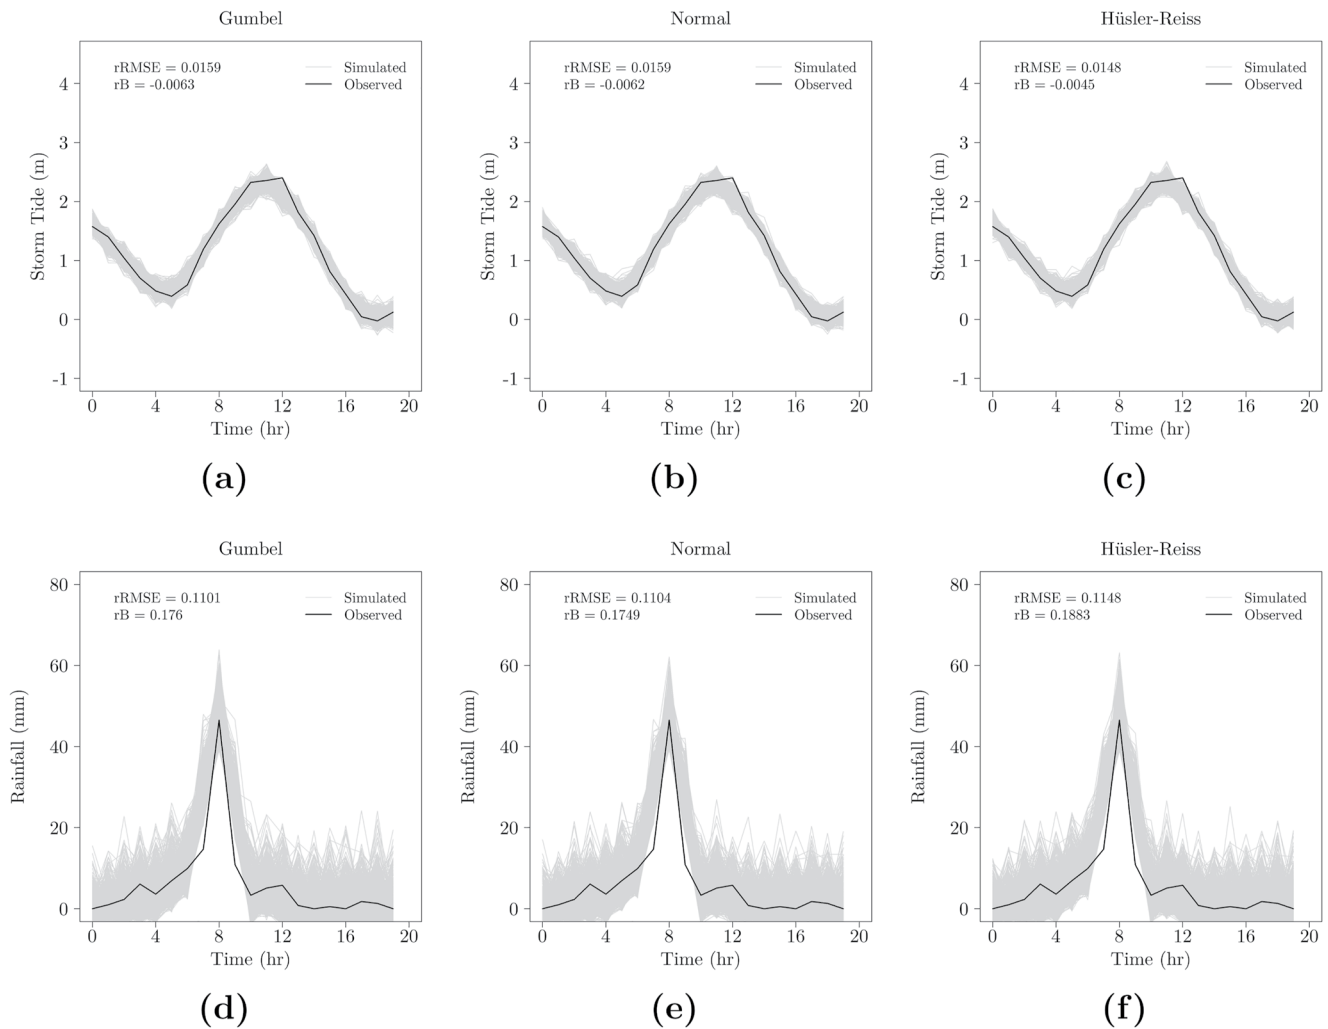 Gumbel
rRMSE = 0.0159
rB = -0.0063
Simulated
Observed
Storm Tide (m)
4
3
2
1
0
-1
0 4 8 12 16 20
Time (hr)
(a)
Normal
rRMSE = 0.0159
rB = -0.0062
Simulated
Observed
Storm Tide (m)
4
3
2
1
0
-1
0 4 8 12 16 20
Time (hr)
(b)
Hüsler-Reiss
rRMSE = 0.0148
rB = -0.0045
Simulated
Observed
Storm Tide (m)
4
3
2
1
0
-1
0 4 8 12 16 20
Time (hr)
(c)
Gumbel
rRMSE = 0.1101
rB = 0.176
Simulated
Observed
Rainfall (mm)
80
60
40
20
0
0 4 8 12 16 20
Time (hr)
(d)
Normal
rRMSE = 0.1104
rB = 0.1749
Simulated
Observed
Rainfall (mm)
80
60
40
20
0
0 4 8 12 16 20
Time (hr)
(e)
Hüsler-Reiss
rRMSE = 0.1148
rB = 0.1883
Simulated
Observed
Rainfall (mm)
80
60
40
20
0
0 4 8 12 16 20
Time (hr)
(f)